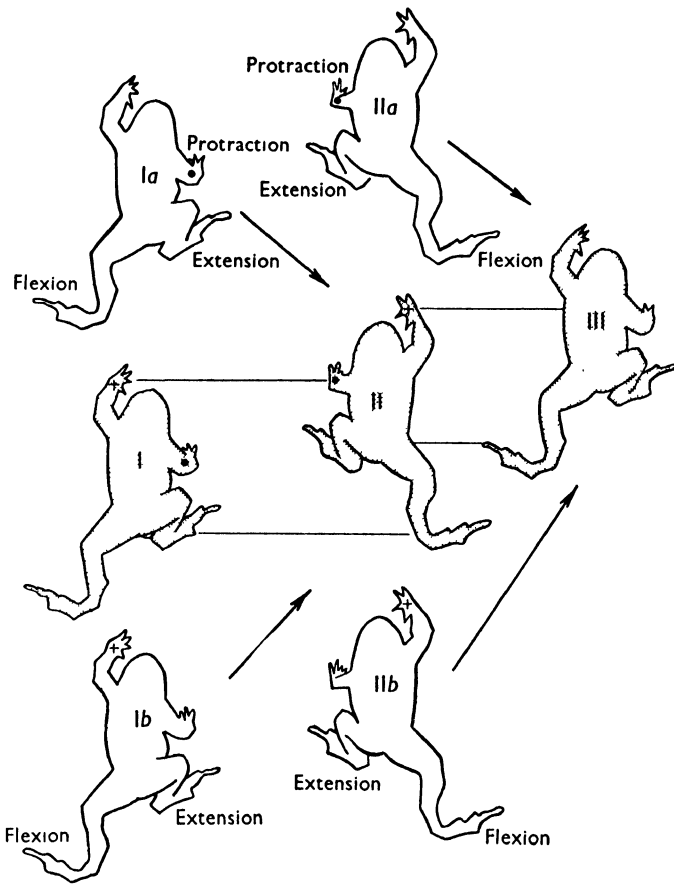 Protraction
IIa
Protraction
Ia
Extension
Extension
Flexion
Flexion
III
II
I
IIb
Ib
Extension
Extension
Flexion
Flexion